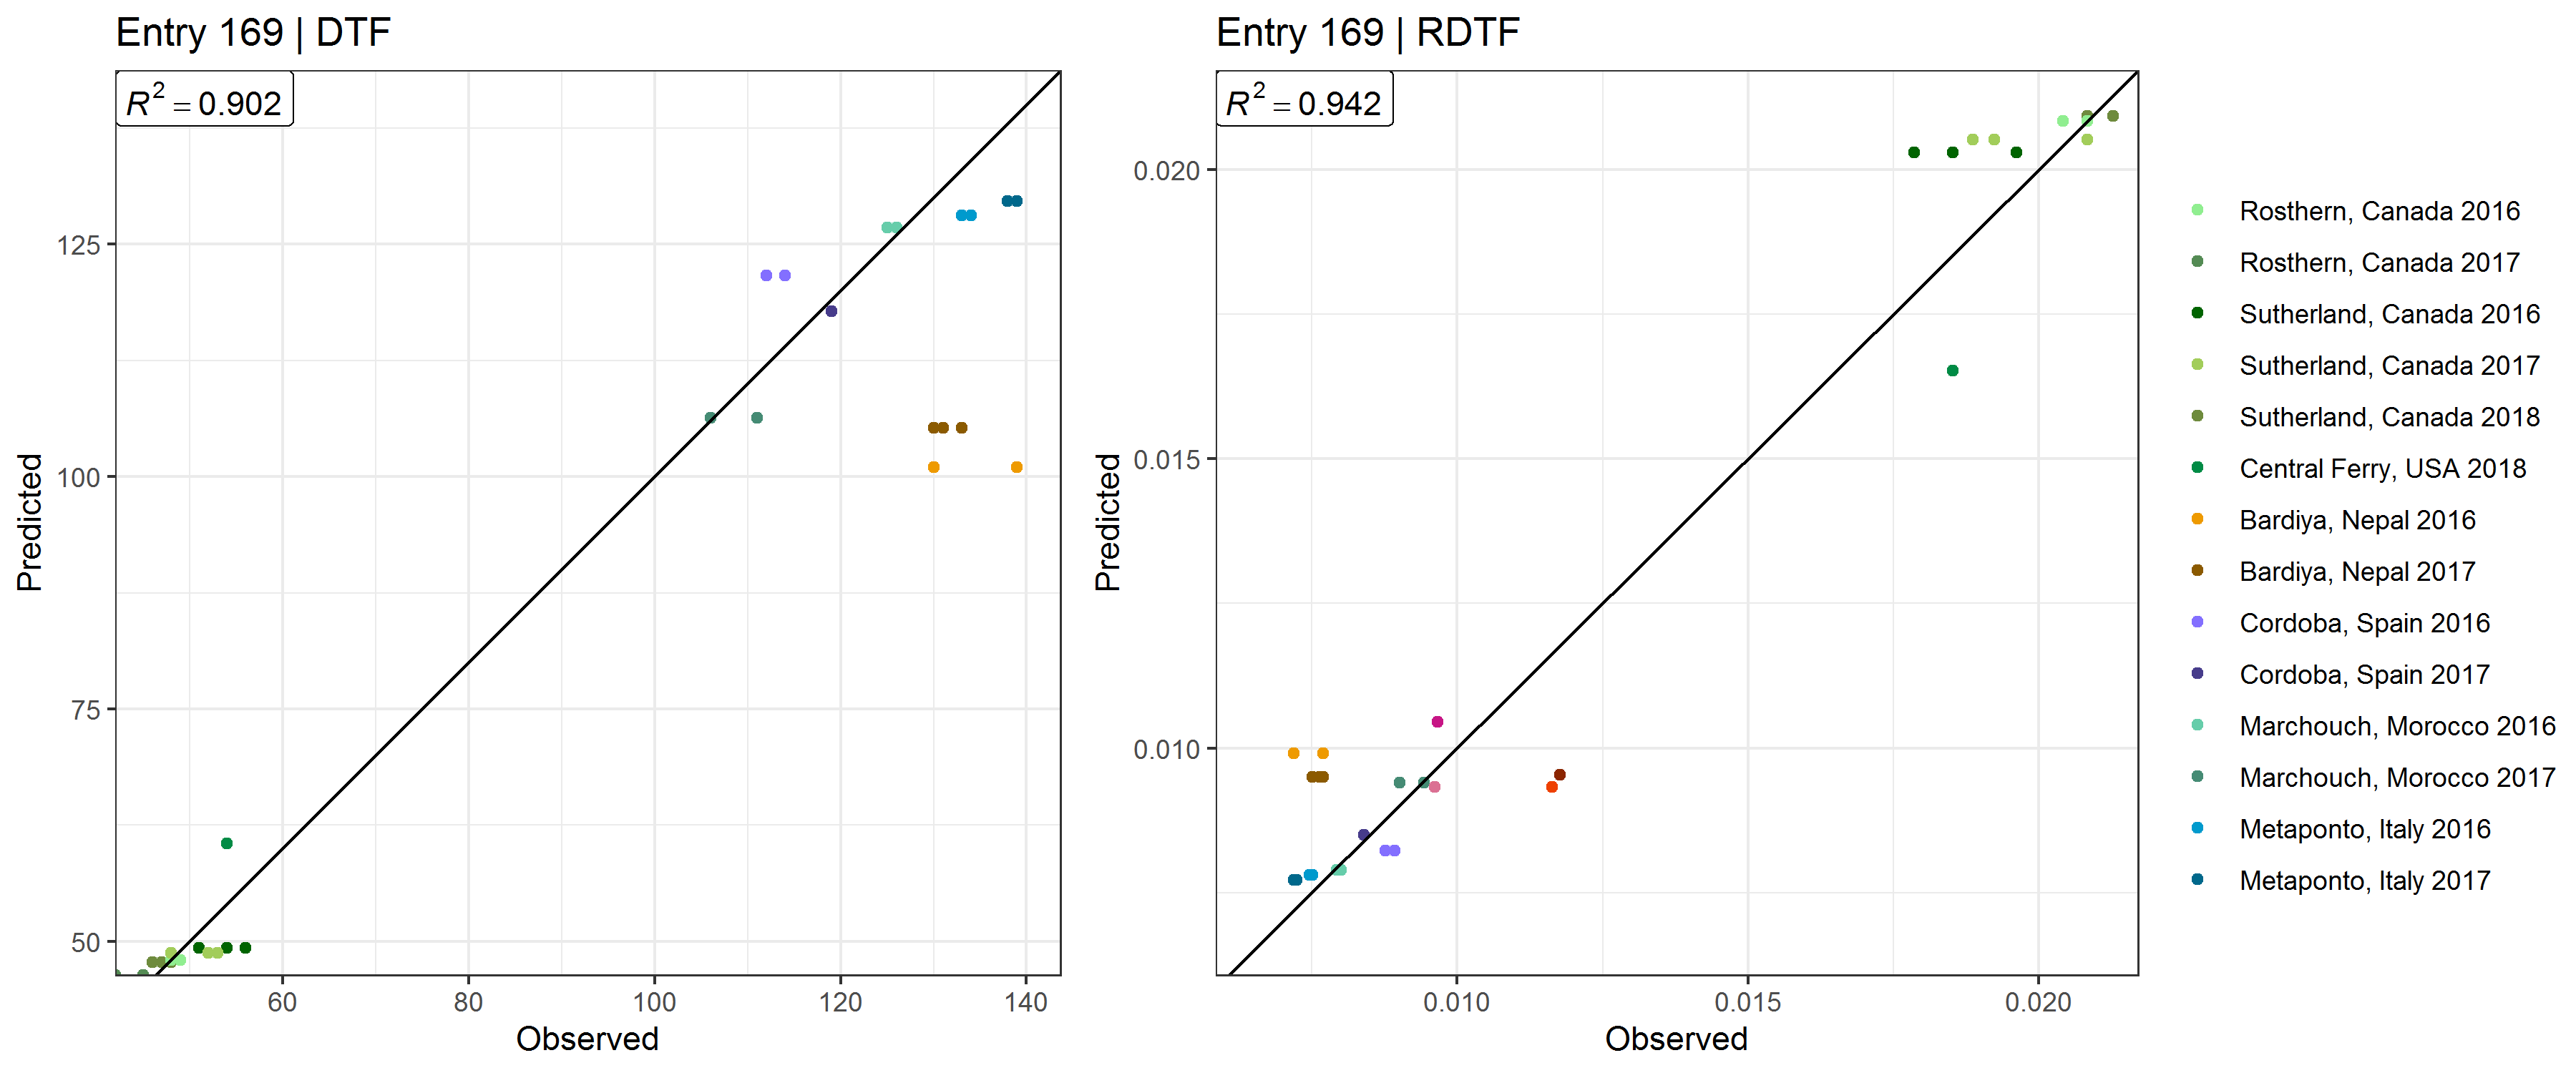 Entry 169 | DTF
R² = 0.902
125
100
75
50
Predicted
60 80 100 120 140
Observed
Entry 169 | RDTF
R² = 0.942
0.020
0.015
0.010
Predicted
0.010 0.015 0.020
Observed
Rosthern, Canada 2016
Rosthern, Canada 2017
Sutherland, Canada 2016
Sutherland, Canada 2017
Sutherland, Canada 2018
Central Ferry, USA 2018
Bardiya, Nepal 2016
Bardiya, Nepal 2017
Cordoba, Spain 2016
Cordoba, Spain 2017
Marchouch, Morocco 2016
Marchouch, Morocco 2017
Metaponto, Italy 2016
Metaponto, Italy 2017